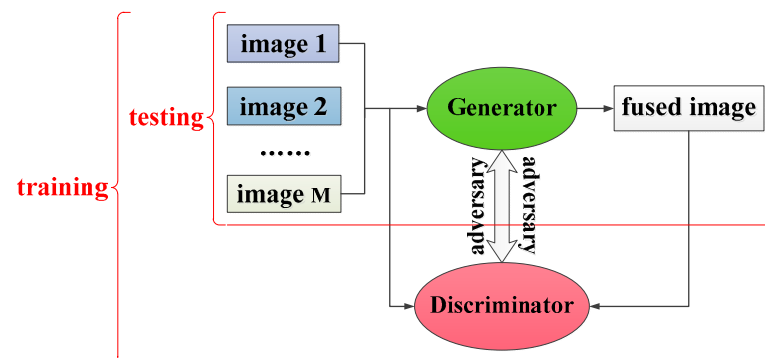 image 1
testing
image 2
Generator
fused image
......
training
image M
adversary
adversary
Discriminator